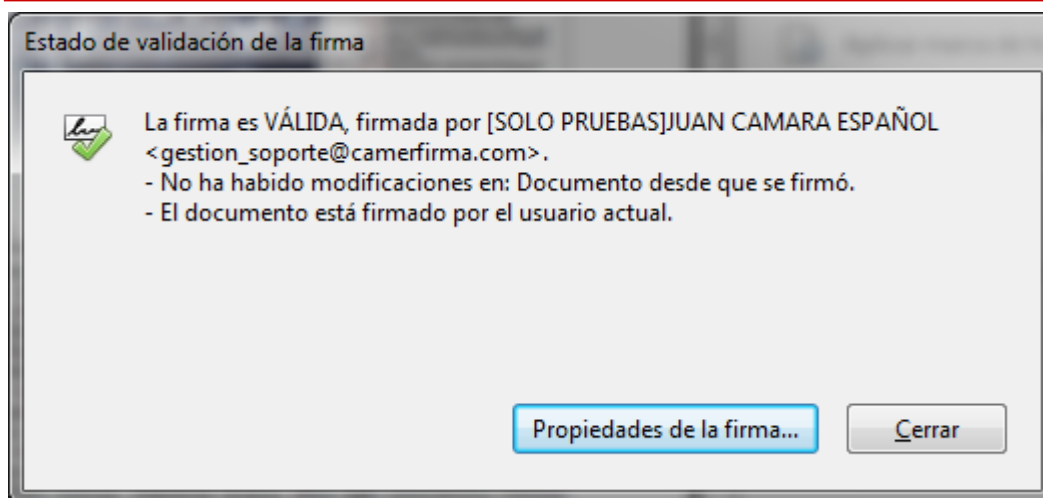 Estado de validación de la firma
La firma es VÁLIDA, firmada por [SOLO PRUEBAS]JUAN CAMARA ESPAÑOL
<gestion_soporte@camerfirma.com>.
- No ha habido modificaciones en: Documento desde que se firmó.
- El documento está firmado por el usuario actual.
Propiedades de la firma...
Cerrar